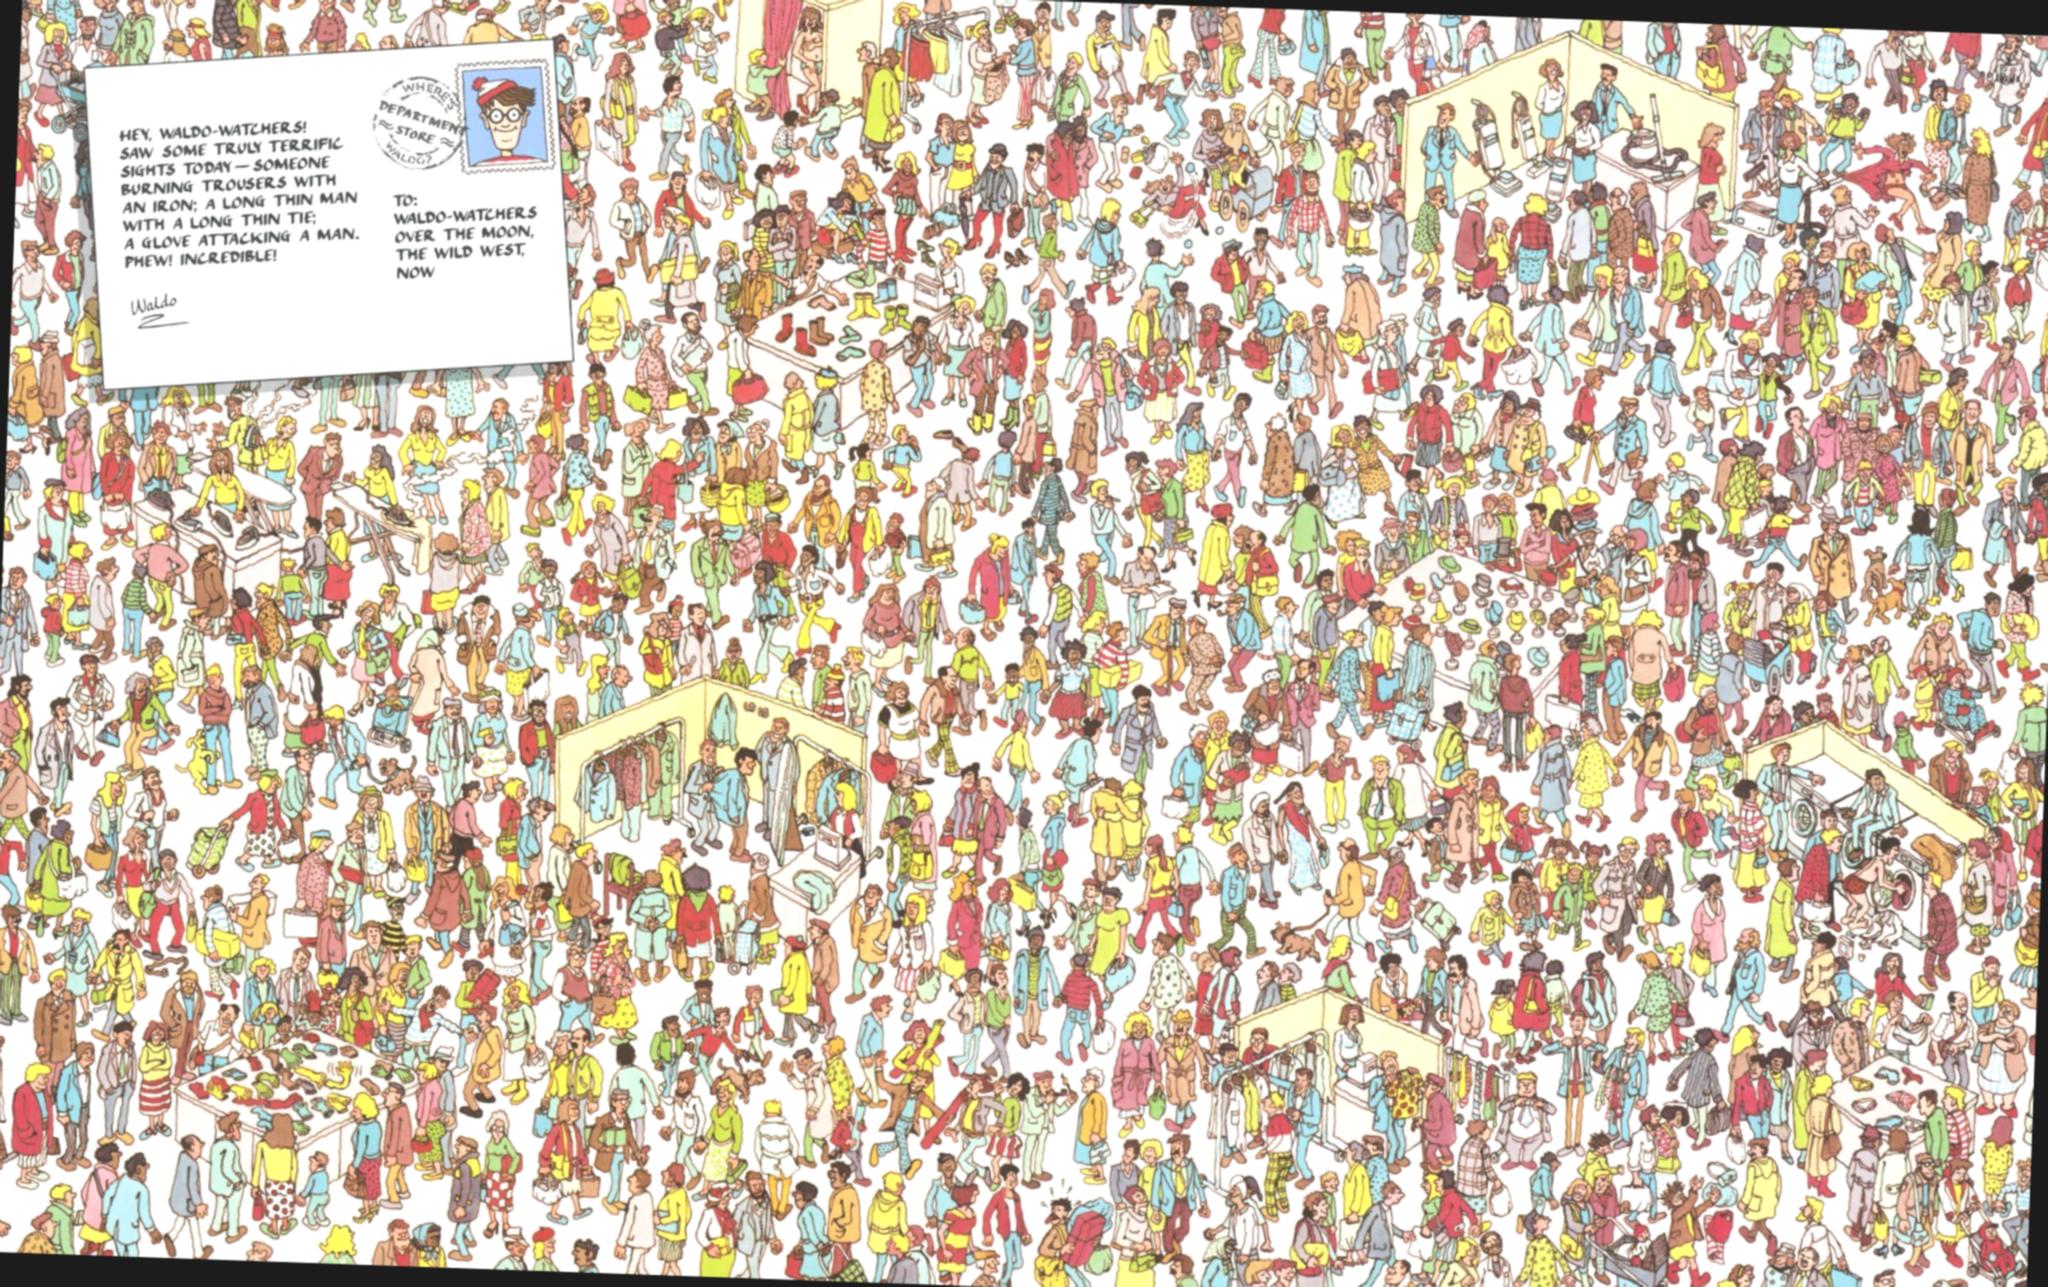 HEY, WALDO-WATCHERS!
SAW SOME TRULY TERRIFIC
SIGHTS TODAY — SOMEONE
BURNING TROUSERS WITH
AN IRON; A LONG THIN MAN
WITH A LONG THIN TIE;
A GLOVE ATTACKING A MAN.
PHEW! INCREDIBLE!
Waldo
WHERE'S
DEPARTMENT
STORE
WALDO?
TO:
WALDO-WATCHERS
OVER THE MOON,
THE WILD WEST,
NOW